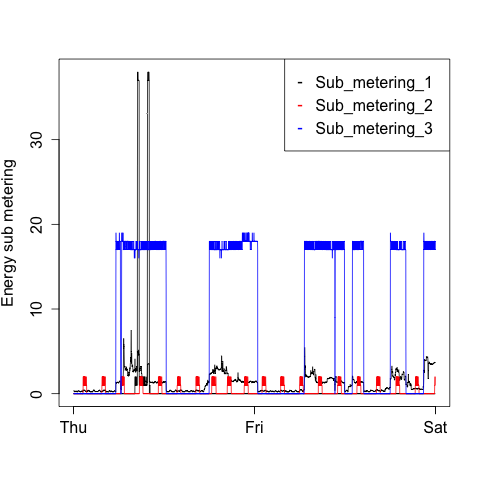 Energy sub metering
0
10
20
30
Sub_metering_1
Sub_metering_2
Sub_metering_3
Thu
Fri
Sat